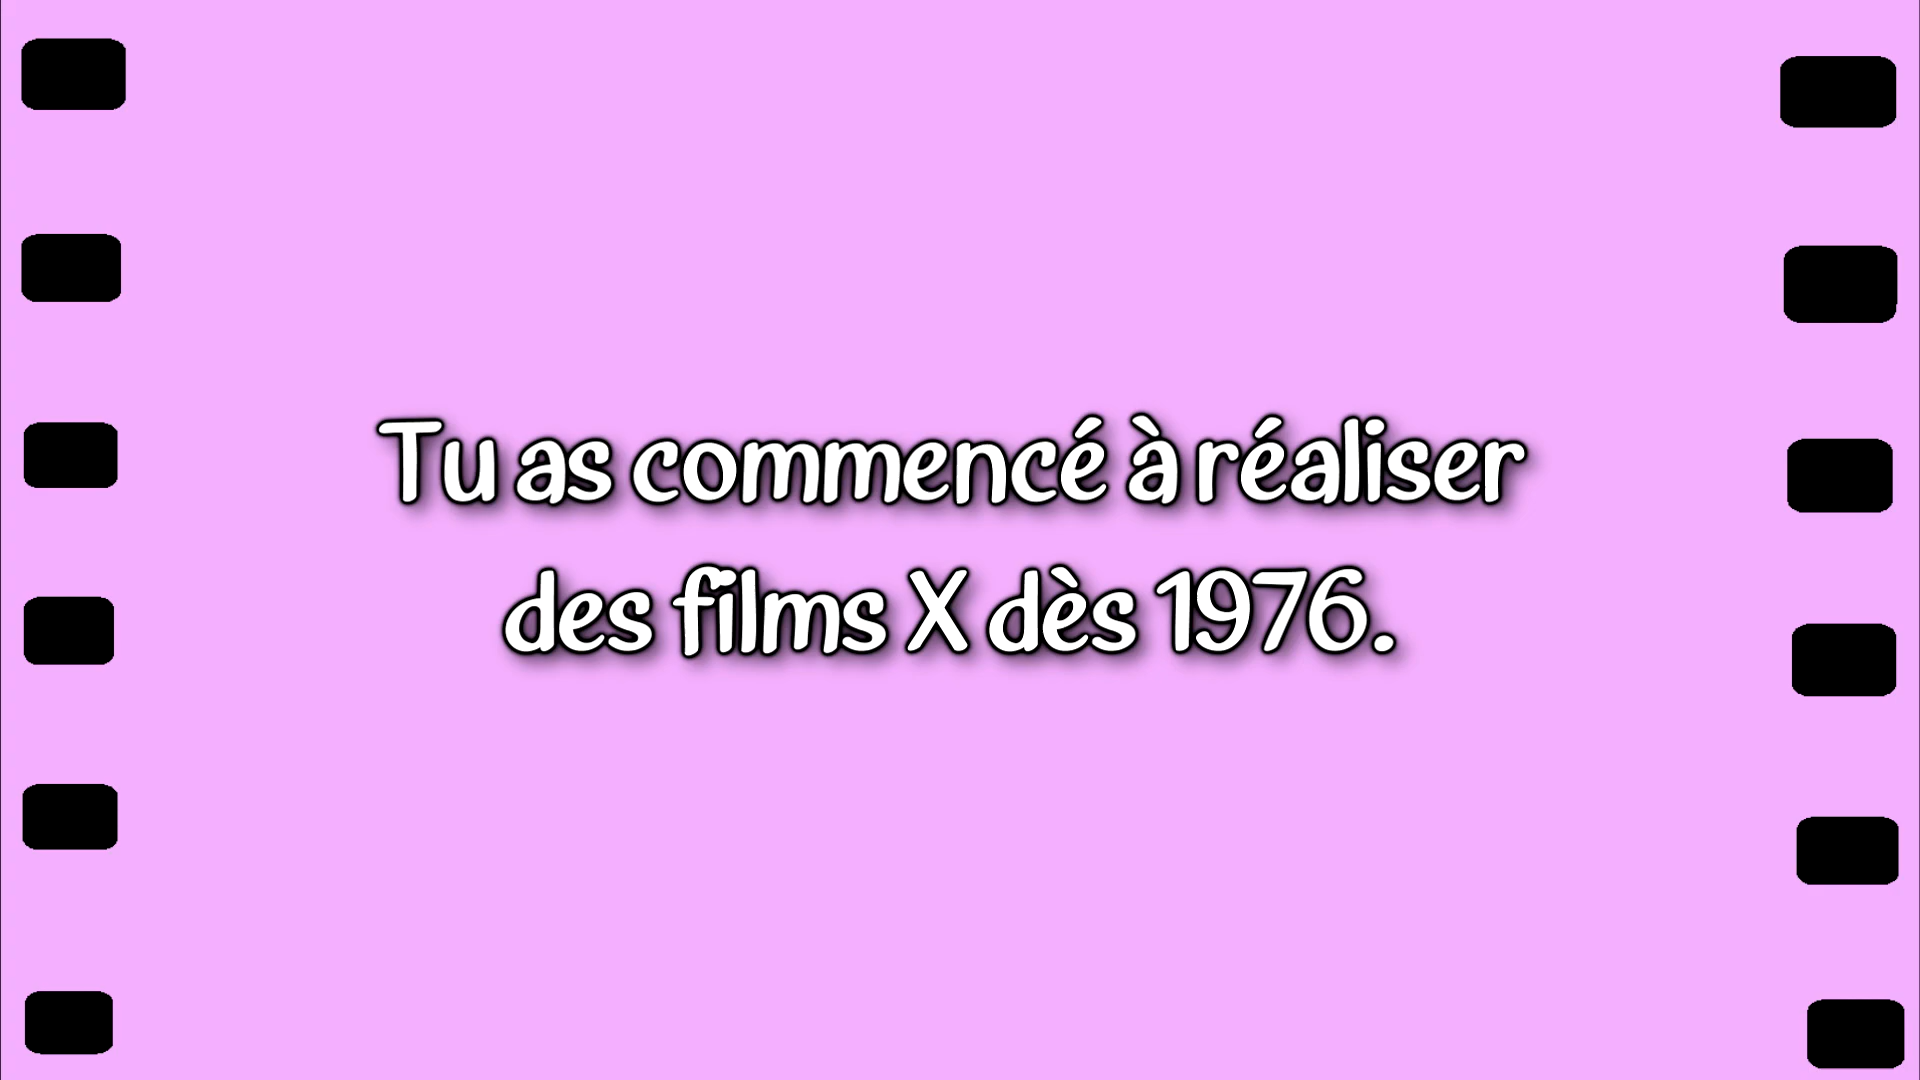 Tu as commencé à réaliser
des films X dès 1976.